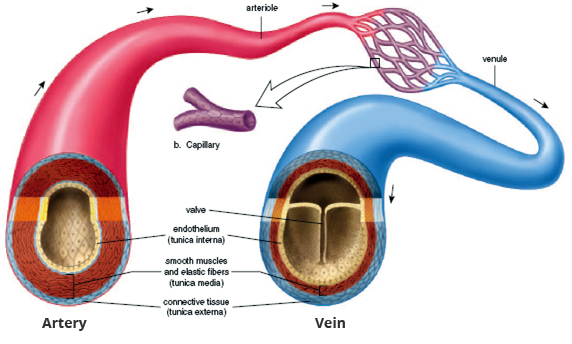 arteriole
venule
b. Capillary
valve
endothelium
(tunica interna)
smooth muscles
and elastic fibers
(tunica media)
connective tissue
(tunica externa)
Artery
Vein